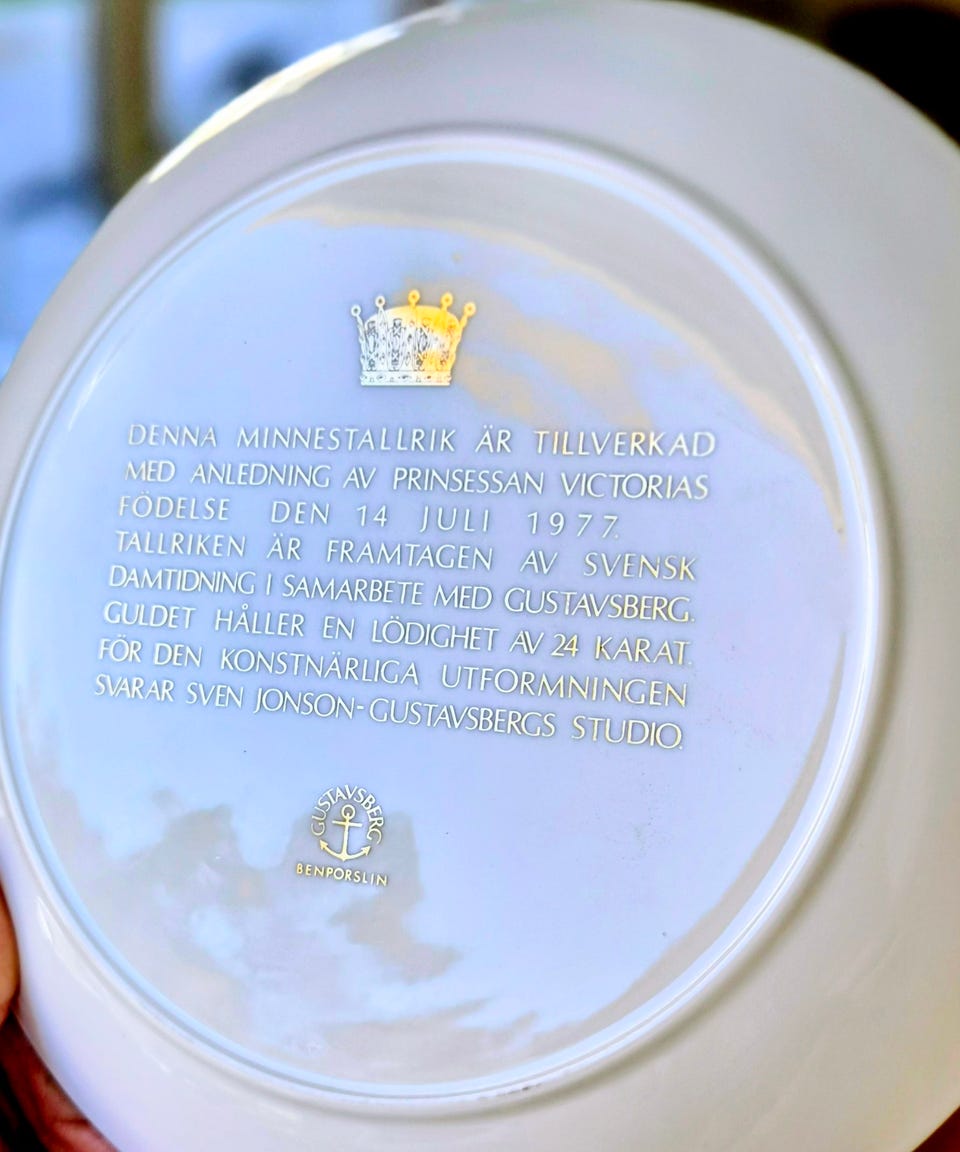 DENNA MINNESTALLRIK ÄR TILLVERKAD
MED ANLEDNING AV PRINSESSAN VICTORIAS
FÖDELSE DEN 14 JULI 1977.
TALLRIKEN ÄR FRAMTAGEN AV SVENSK
DAMTIDNING I SAMARBETE MED GUSTAVSBERG.
GULDET HÅLLER EN LÖDIGHET AV 24 KARAT.
FÖR DEN KONSTNÄRLIGA UTFORMNINGEN
SVARAR SVEN JONSON-GUSTAVSBERGS STUDIO.
GUSTAVSBERG
BENPORSLIN